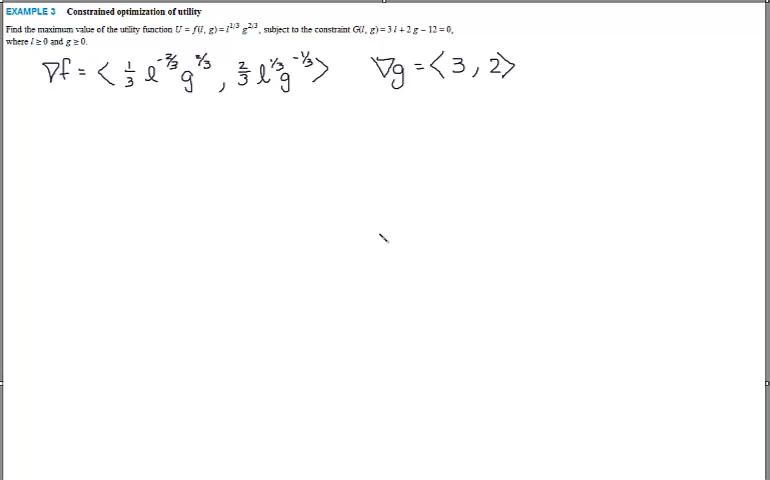 EXAMPLE 3 Constrained optimization of utility
Find the maximum value of the utility function U = f(l, g) = l^{1/3} g^{2/3}, subject to the constraint G(l, g) = 3 l + 2 g − 12 = 0,
where l ≥ 0 and g ≥ 0.
∇f = < 1/3 l^{-2/3} g^{2/3} , 2/3 l^{1/3} g^{-1/3} > ∇g = < 3 , 2 >